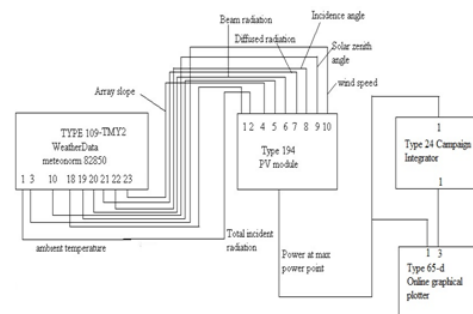 Beam radiation
Incidence angle
Diffused radiation
Solar zenith
angle
Array slope
wind speed
TYPE 109-TMY2
WeatherData
meteonorm 82850
1 3 10 18 19 20 21 22 23
1 2 4 5 6 7 8 9 10
Type 194
PV module
1
Type 24 Campaign
Integrator
1
ambient temperature
Total incident
radiation
Power at max
power point
1 3
Type 65-d
Online graphical
plotter